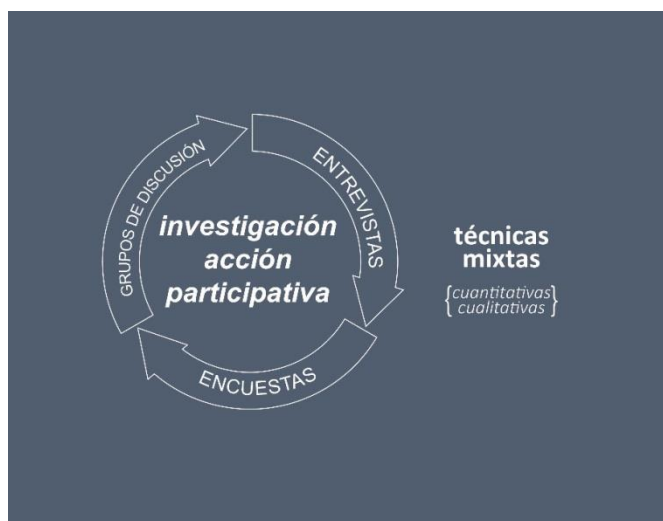 GRUPOS DE DISCUSIÓN
ENTREVISTAS
ENCUESTAS
investigación
acción
participativa
técnicas
mixtas
{cuantitativas}
{cualitativas}